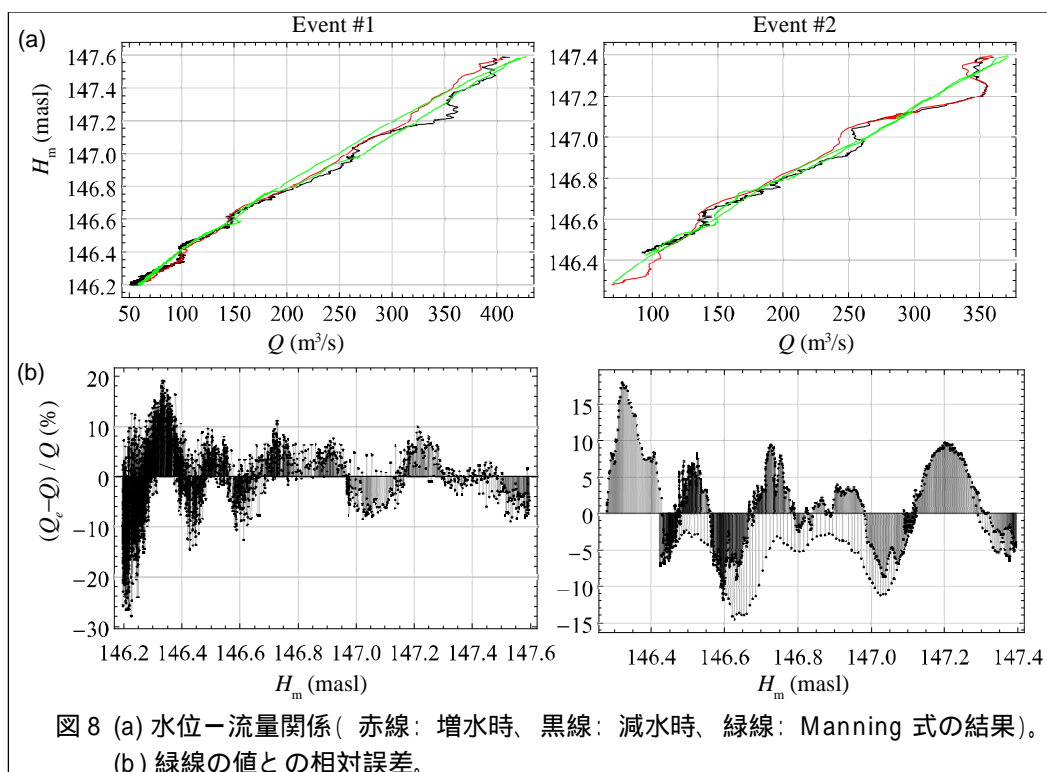 Event #1
Event #2
(a)
147.6
147.4
147.2
147.0
146.8
146.6
146.4
146.2
H_m (masl)
50 100 150 200 250 300 350 400
Q (m³/s)
147.4
147.2
147.0
146.8
146.6
146.4
100 150 200 250 300 350
Q (m³/s)
(b)
20
10
0
−10
−20
−30
((Q_e−Q) / Q (%)
146.2 146.4 146.6 146.8 147.0 147.2 147.4 147.6
H_m (masl)
15
10
5
0
−5
−10
−15
146.4 146.6 146.8 147.0 147.2 147.4
H_m (masl)
図 8 (a) 水位ー流量関係( 赤線: 増水時、黒線: 減水時、緑線: Manning 式の結果)。
(b) 緑線の値との相対誤差。